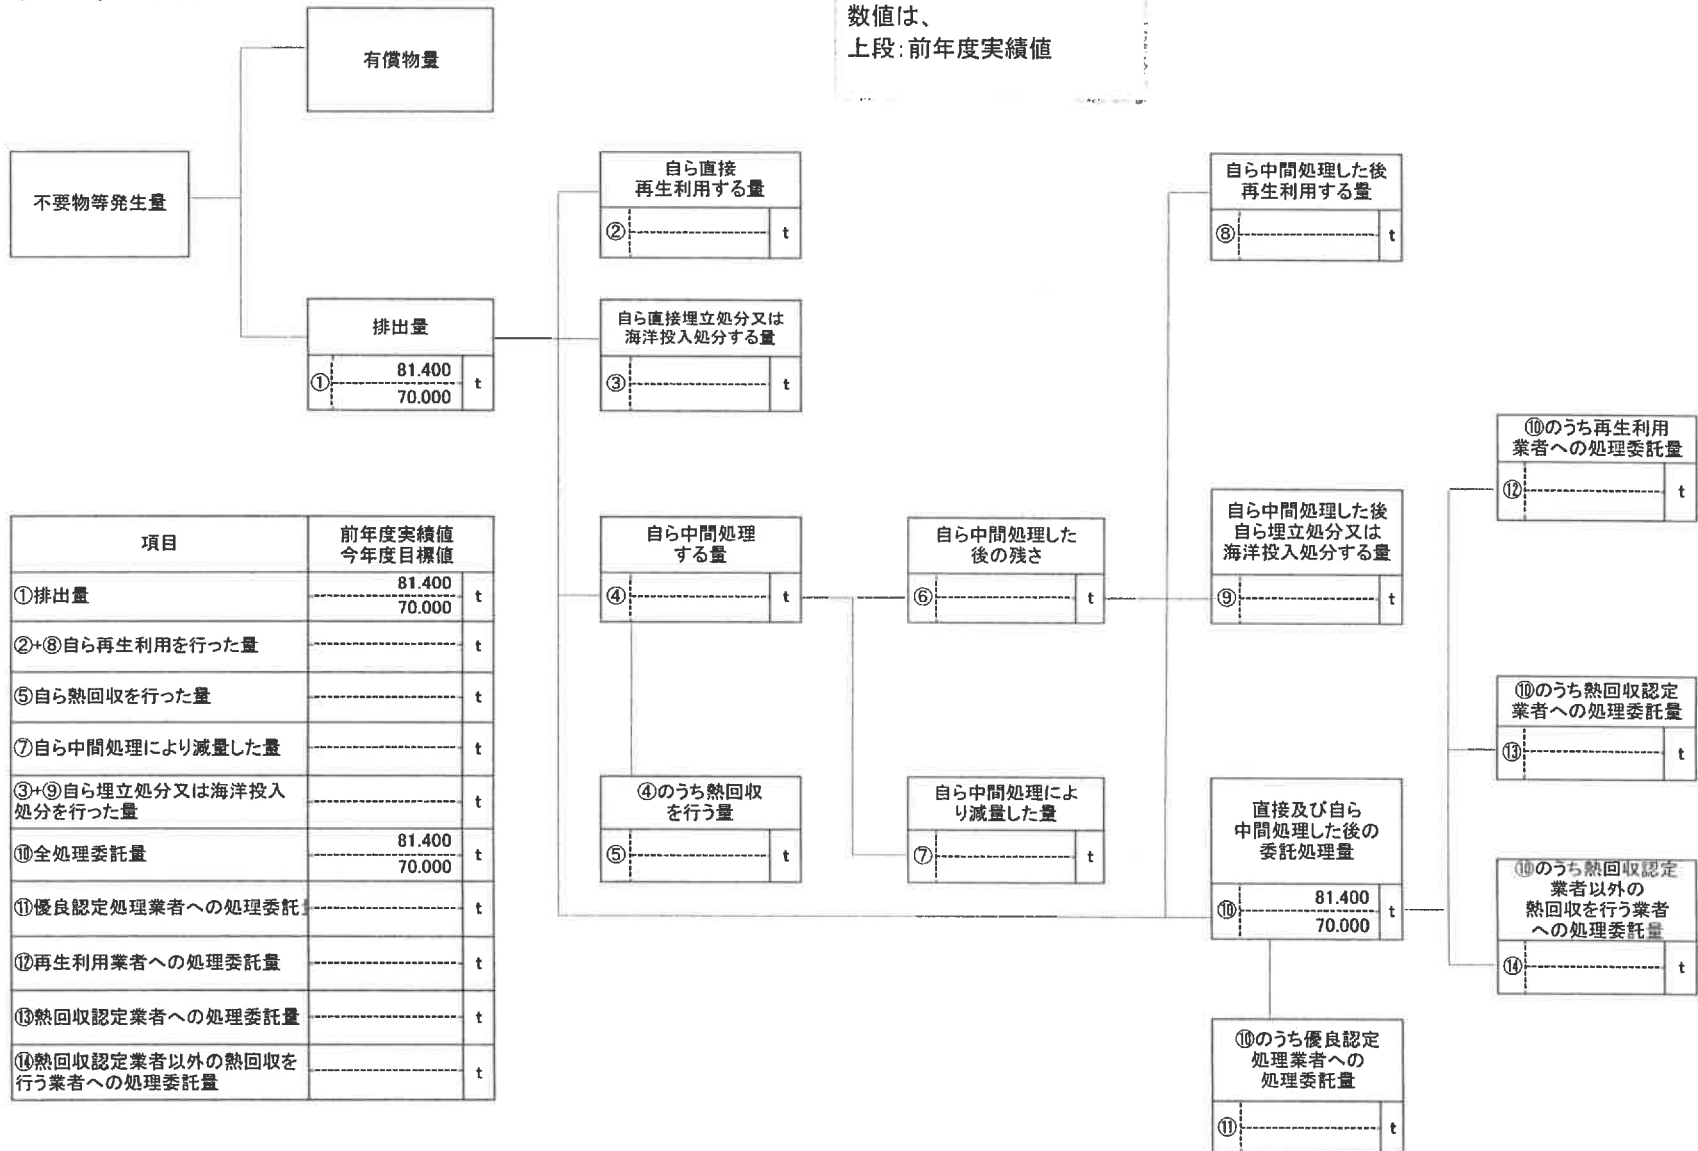 数値は、
上段:前年度実績値
有償物量
不要物等発生量
排出量
① 81.400 t
70.000
自ら直接
再生利用する量
② t
自ら直接埋立処分又は
海洋投入処分する量
③ t
自ら中間処理
する量
④ t
④のうち熱回収
を行う量
⑤ t
自ら中間処理した
後の残さ
⑥ t
自ら中間処理によ
り減量した量
⑦ t
自ら中間処理した後
再生利用する量
⑧ t
自ら中間処理した後
自ら埋立処分又は
海洋投入処分する量
⑨ t
直接及び自ら
中間処理した後の
委託処理量
⑩ 81.400 t
70.000
⑩のうち優良認定
処理業者への
処理委託量
⑪ t
⑩のうち再生利用
業者への処理委託量
⑫ t
⑩のうち熱回収認定
業者への処理委託量
⑬ t
⑩のうち熱回収認定
業者以外の
熱回収を行う業者
への処理委託量
⑭ t
項目
前年度実績値
今年度目標値
①排出量 81.400 t
70.000
②+⑧自ら再生利用を行った量 t
⑤自ら熱回収を行った量 t
⑦自ら中間処理により減量した量 t
③+⑨自ら埋立処分又は海洋投入
処分を行った量 t
⑩全処理委託量 81.400 t
70.000
⑪優良認定処理業者への処理委託 t
⑫再生利用業者への処理委託量 t
⑬熱回収認定業者への処理委託量 t
⑭熱回収認定業者以外の熱回収を
行う業者への処理委託量 t